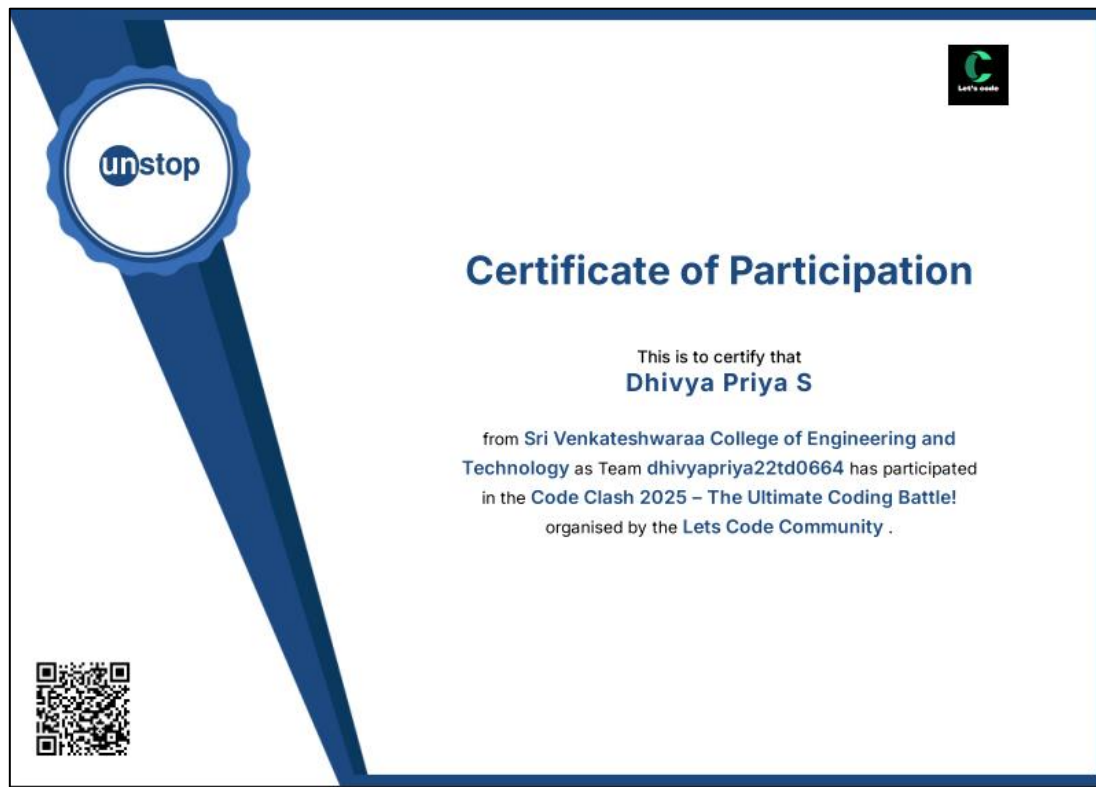 Let's code
unstop
Certificate of Participation
This is to certify that
Dhivya Priya S
from Sri Venkateshwaraa College of Engineering and
Technology as Team dhivyapriya22td0664 has participated
in the Code Clash 2025 – The Ultimate Coding Battle!
organised by the Lets Code Community .